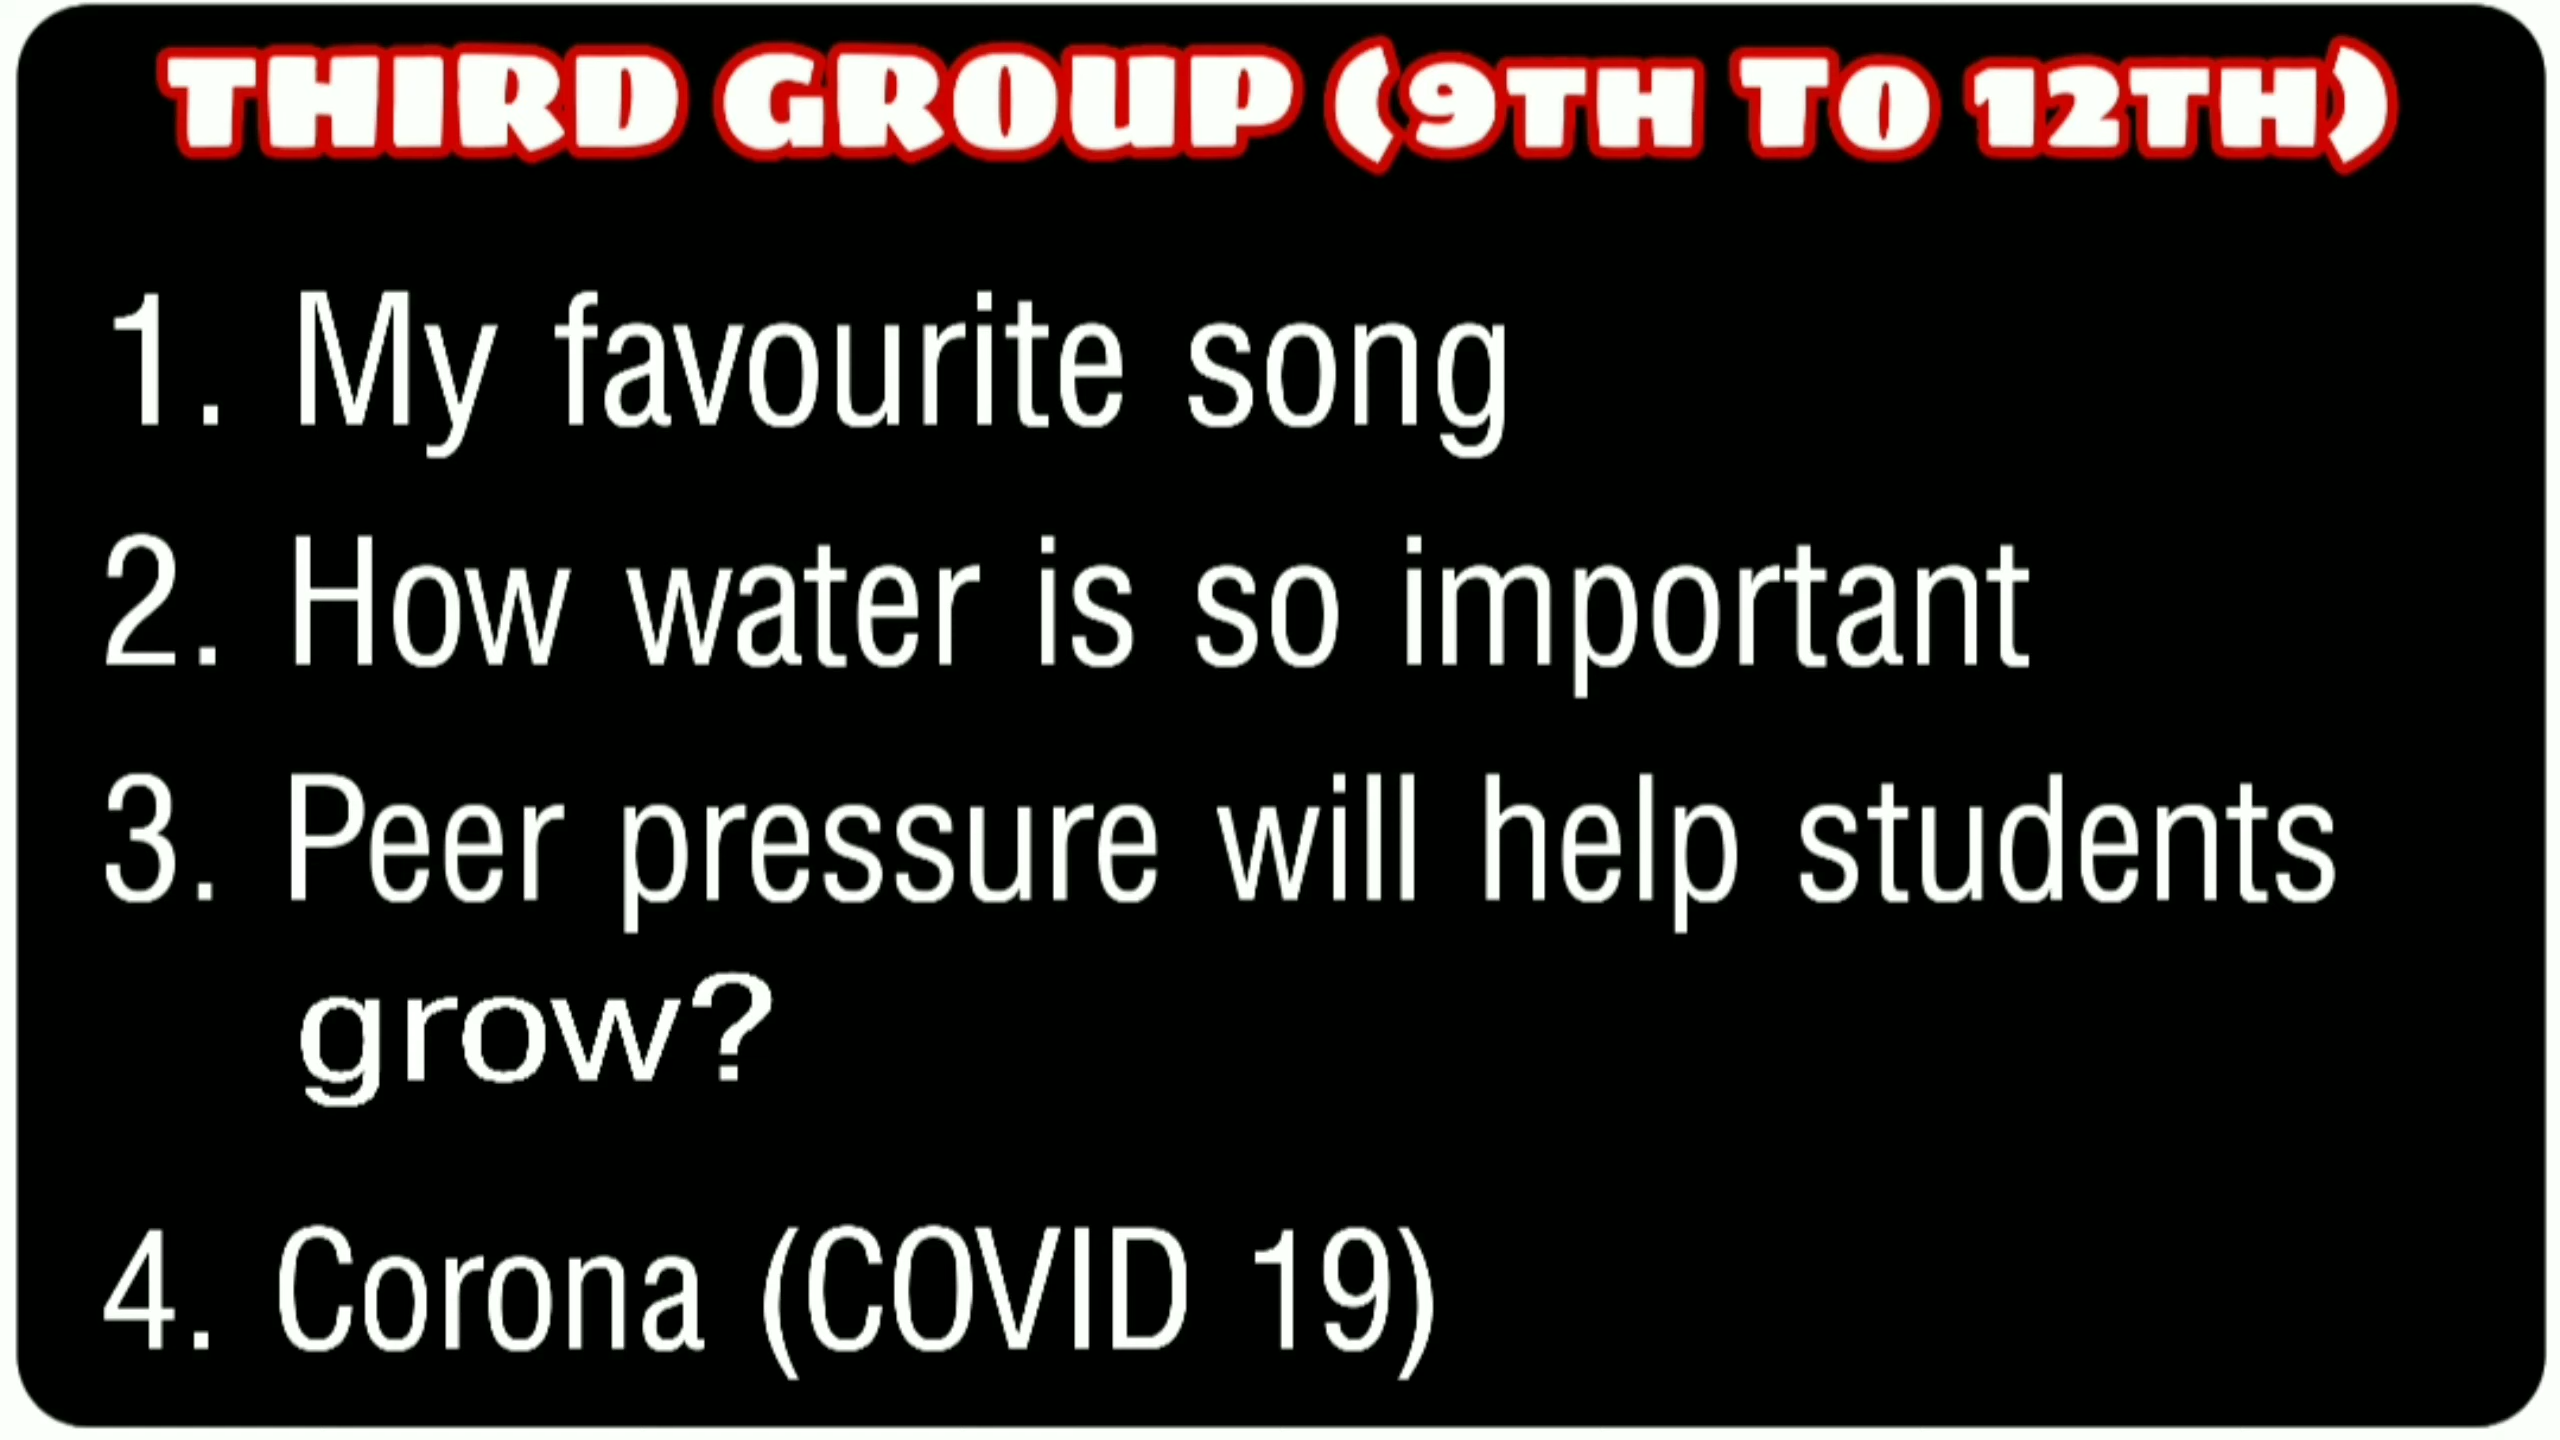 THIRD GROUP (9TH TO 12TH)
1. My favourite song
2. How water is so important
3. Peer pressure will help students
grow?
4. Corona (COVID 19)